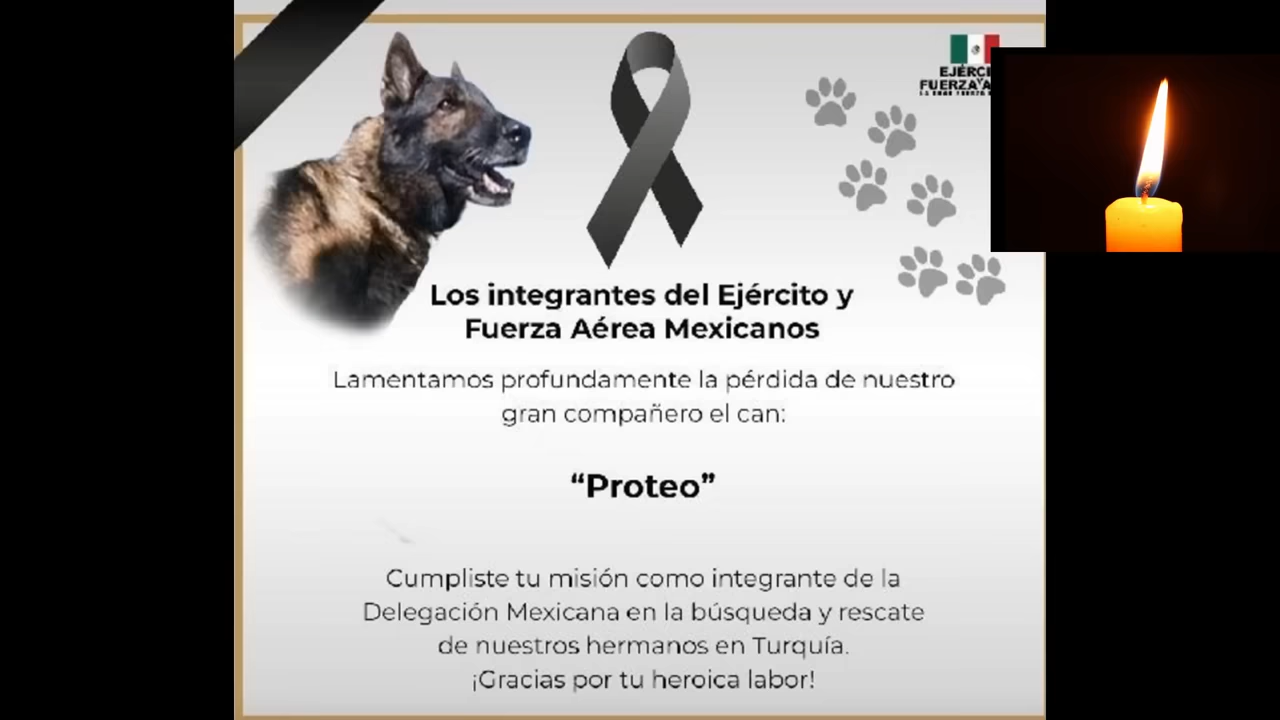 EJÉRCI
FUERZA Y A
Los integrantes del Ejército y
Fuerza Aérea Mexicanos
Lamentamos profundamente la pérdida de nuestro
gran compañero el can:
“Proteo”
Cumpliste tu misión como integrante de la
Delegación Mexicana en la búsqueda y rescate
de nuestros hermanos en Turquía.
¡Gracias por tu heroica labor!